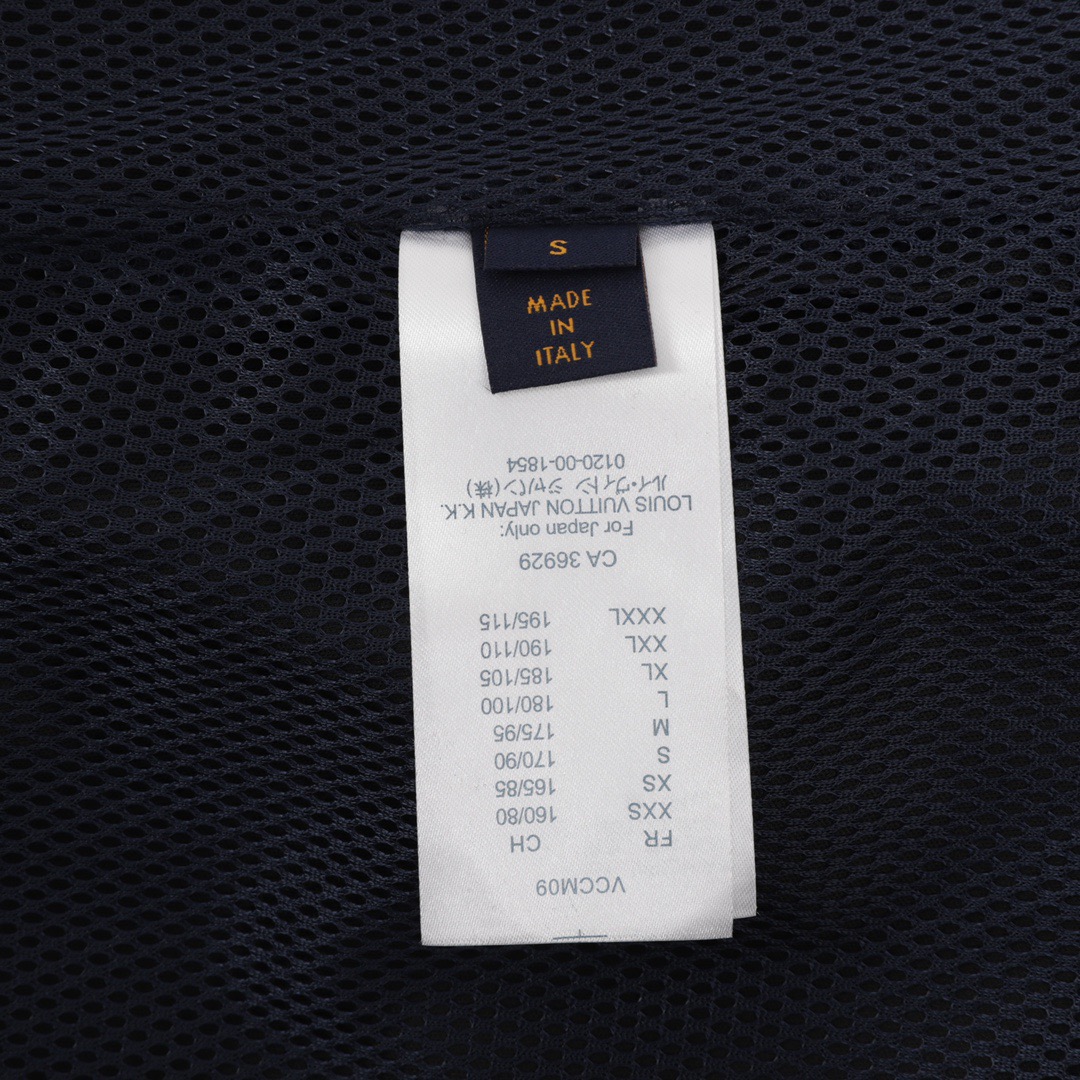 S
MADE
IN
ITALY
VCCM09
FR CH
XXS 160/80
XS 165/85
S 170/90
M 175/95
L 180/100
XL 185/105
XXL 190/110
XXXL 195/115
CA 36929
For Japan only:
LOUIS VUITTON JAPAN K.K.
ルイ・ヴィトン ジャパン(株)
0120-00-1854